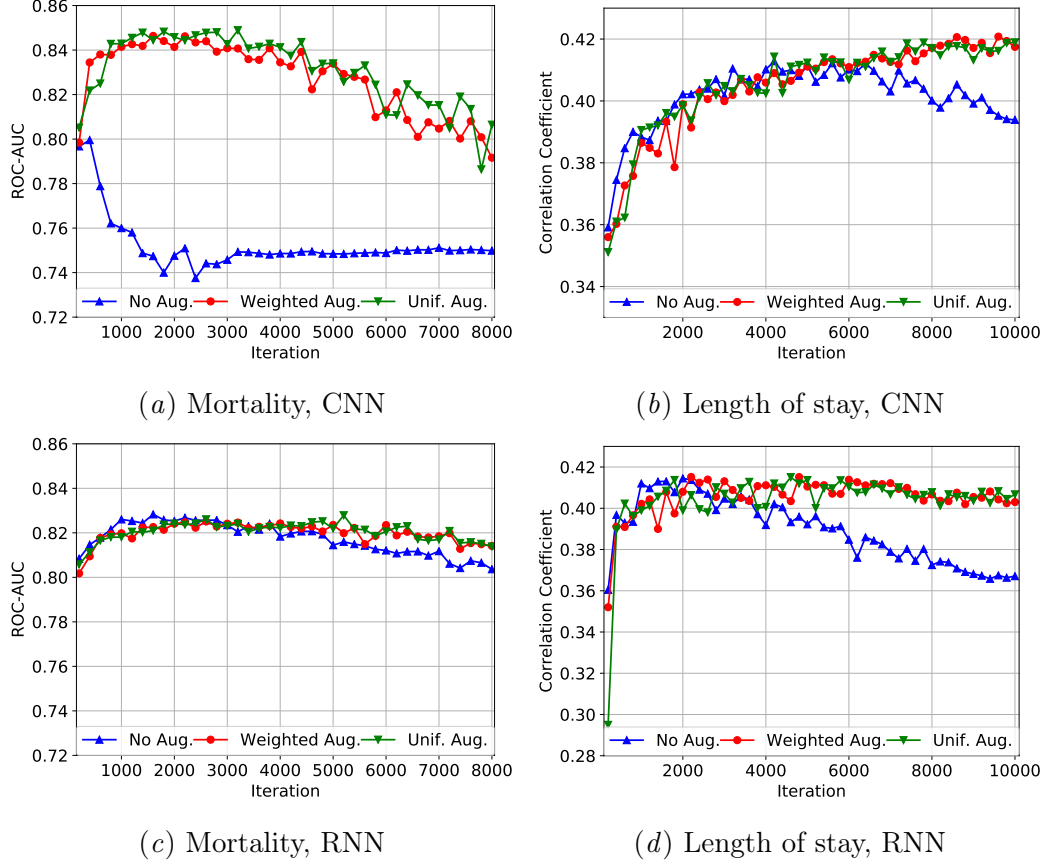 0.86
0.84
0.82
0.80
0.78
0.76
0.74
0.72
ROC-AUC
No Aug. Weighted Aug. Unif. Aug.
1000 2000 3000 4000 5000 6000 7000 8000
Iteration
(a) Mortality, CNN
0.42
0.40
0.38
0.36
0.34
Correlation Coefficient
No Aug. Weighted Aug. Unif. Aug.
2000 4000 6000 8000 10000
Iteration
(b) Length of stay, CNN
0.86
0.84
0.82
0.80
0.78
0.76
0.74
0.72
ROC-AUC
No Aug. Weighted Aug. Unif. Aug.
1000 2000 3000 4000 5000 6000 7000 8000
Iteration
(c) Mortality, RNN
0.42
0.40
0.38
0.36
0.34
0.32
0.30
0.28
Correlation Coefficient
No Aug. Weighted Aug. Unif. Aug.
2000 4000 6000 8000 10000
Iteration
(d) Length of stay, RNN